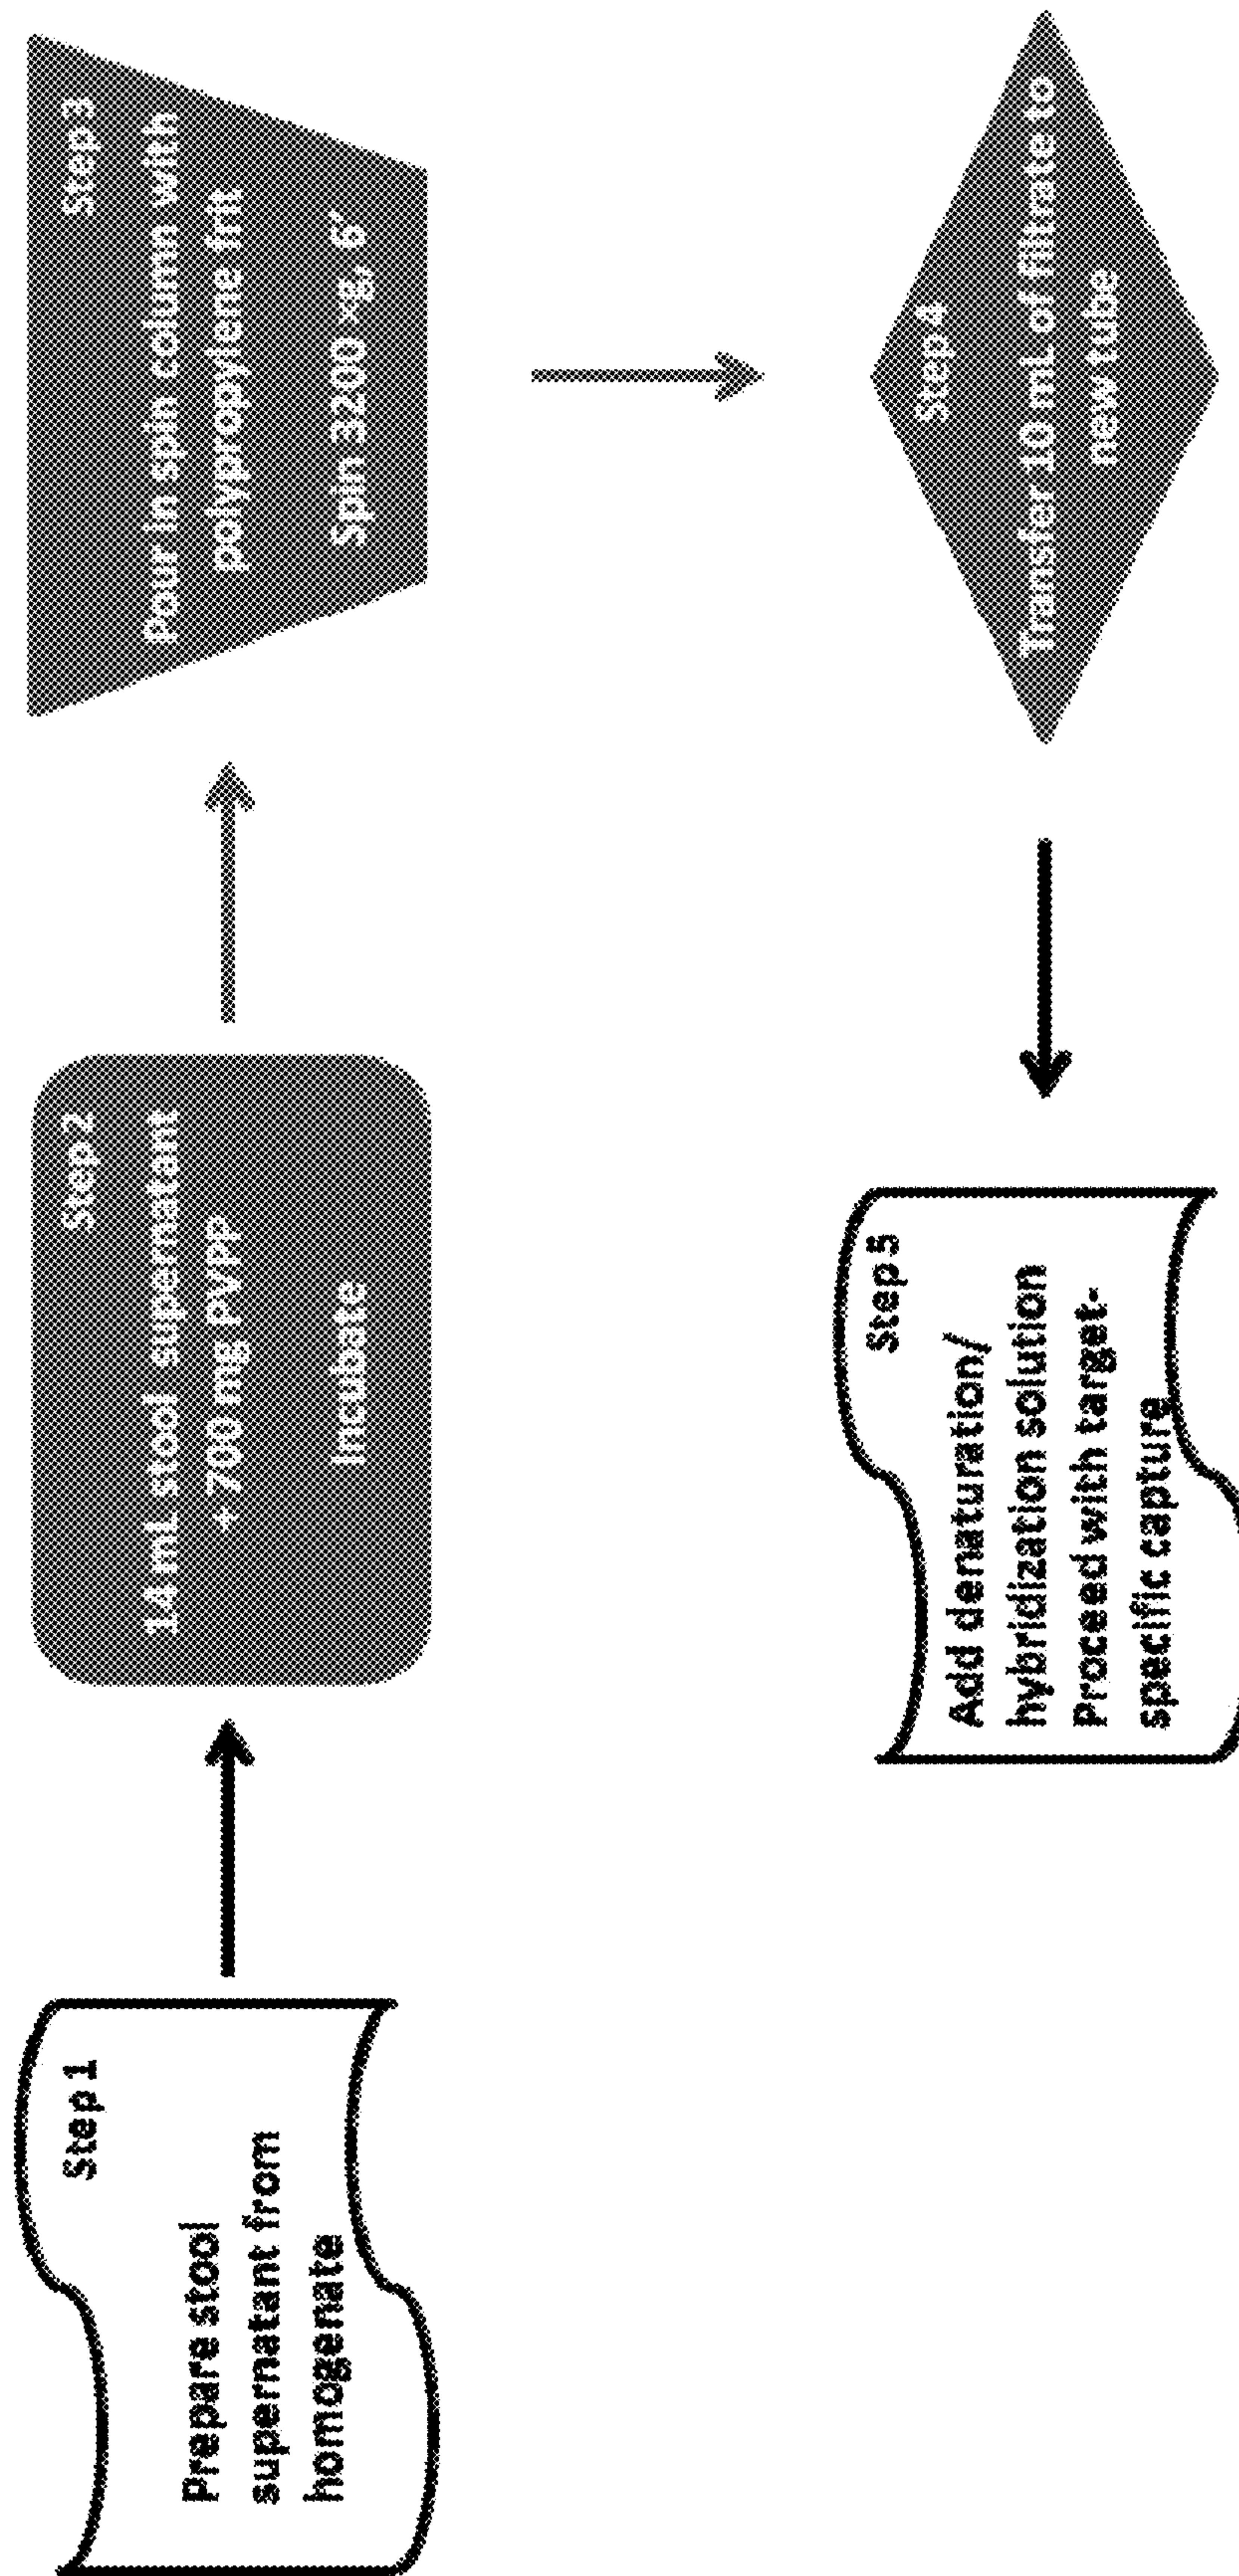 Step 1
Prepare stool
supernatant from
homogenate
Step 2
14 mL stool supernatant
+ 700 mg PVPP
Incubate
Step 3
Pour in spin column with
polypropylene frit
Spin 3200 ×g, 6'
Step 4
Transfer 10 mL of filtrate to
new tube
Step 5
Add denaturation/
hybridization solution
Proceed with target-
specific capture